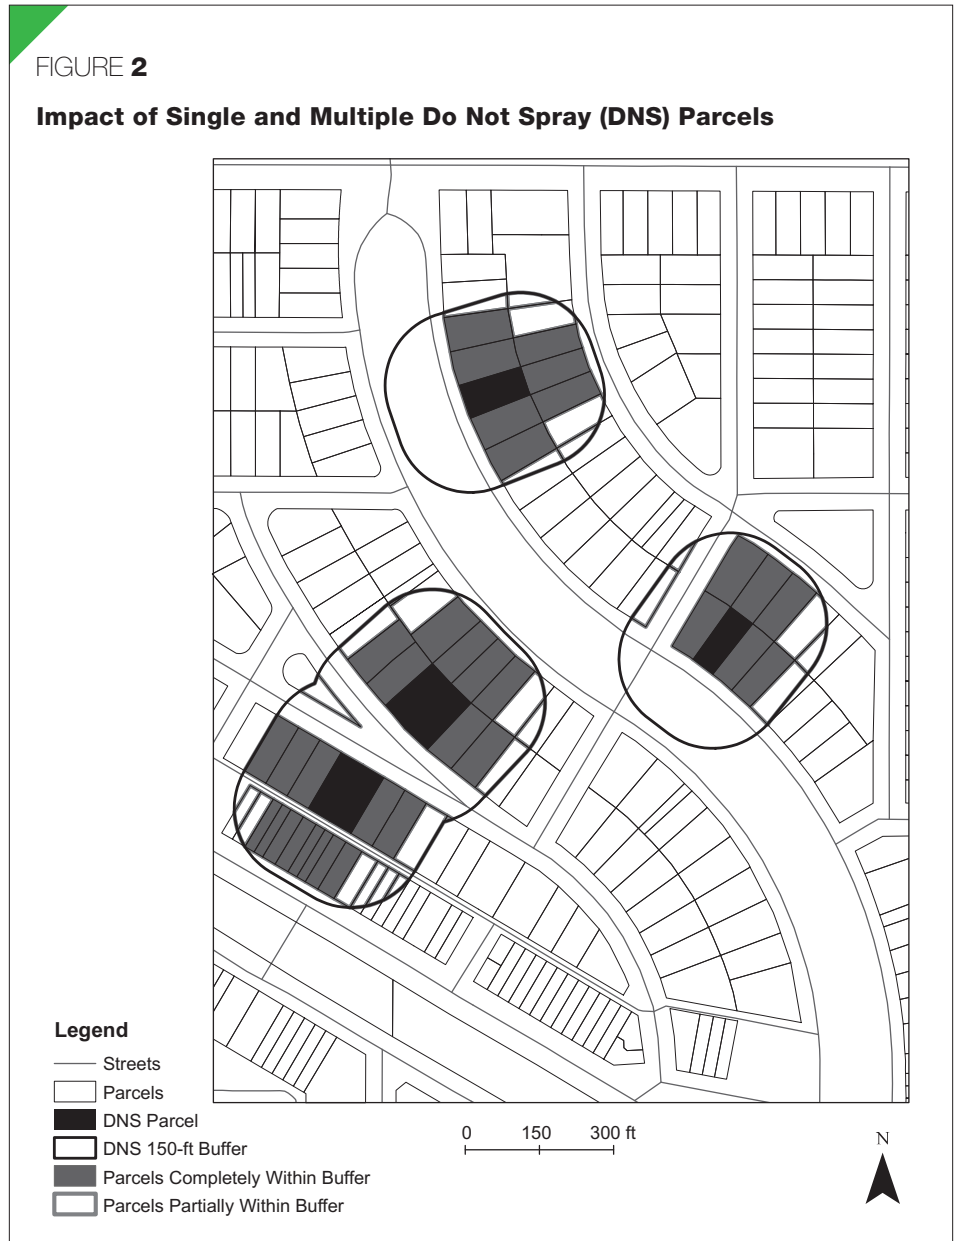 FIGURE 2
Impact of Single and Multiple Do Not Spray (DNS) Parcels
Legend
Streets
Parcels
DNS Parcel
DNS 150-ft Buffer
Parcels Completely Within Buffer
Parcels Partially Within Buffer
0 150 300 ft
N